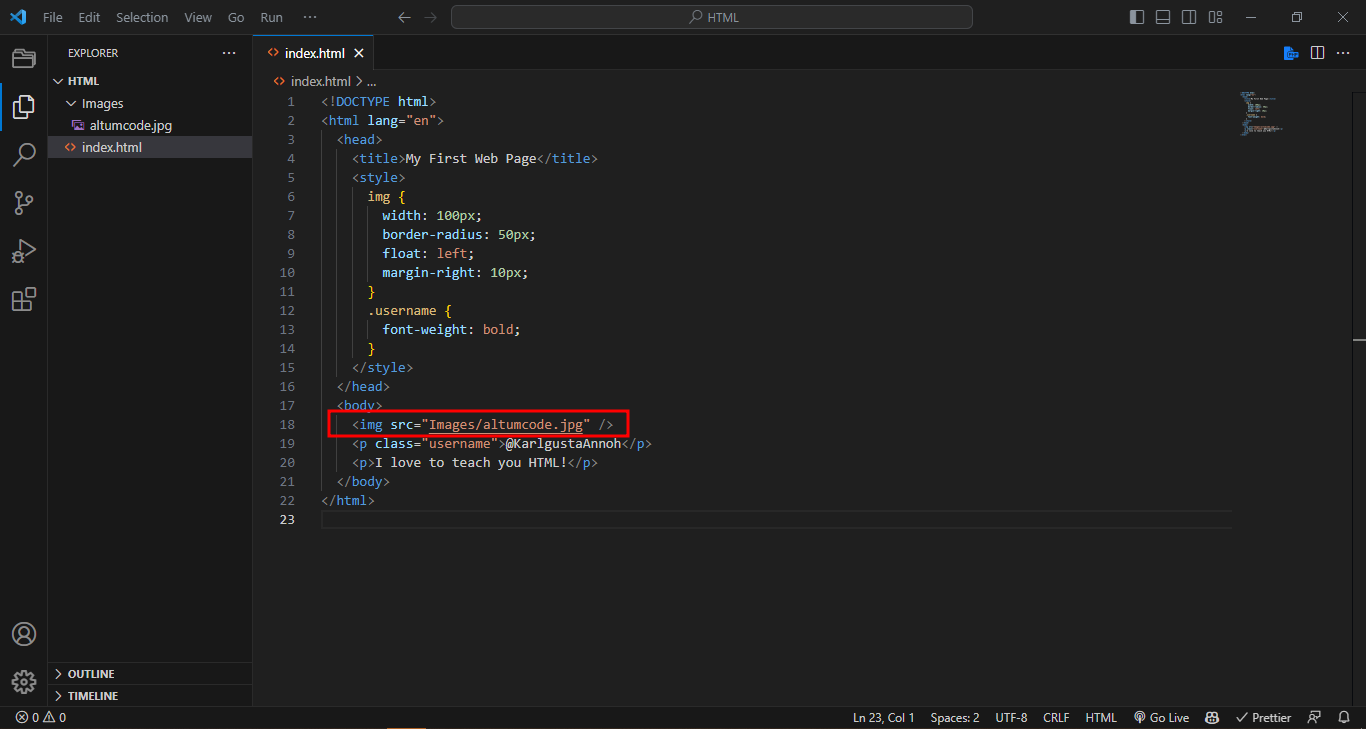 File Edit Selection View Go Run ···
HTML
EXPLORER ···
HTML
Images
altumcode.jpg
index.html
OUTLINE
TIMELINE
index.html
index.html > ...
1 <!DOCTYPE html>
2 <html lang="en">
3 <head>
4 <title>My First Web Page</title>
5 <style>
6 img {
7 width: 100px;
8 border-radius: 50px;
9 float: left;
10 margin-right: 10px;
11 }
12 .username {
13 font-weight: bold;
14 }
15 </style>
16 </head>
17 <body>
18 <img src="Images/altumcode.jpg" />
19 <p class="username">@KarlgustaAnnoh</p>
20 <p>I love to teach you HTML!</p>
21 </body>
22 </html>
23
0 0 Ln 23, Col 1 Spaces: 2 UTF-8 CRLF HTML Go Live Prettier